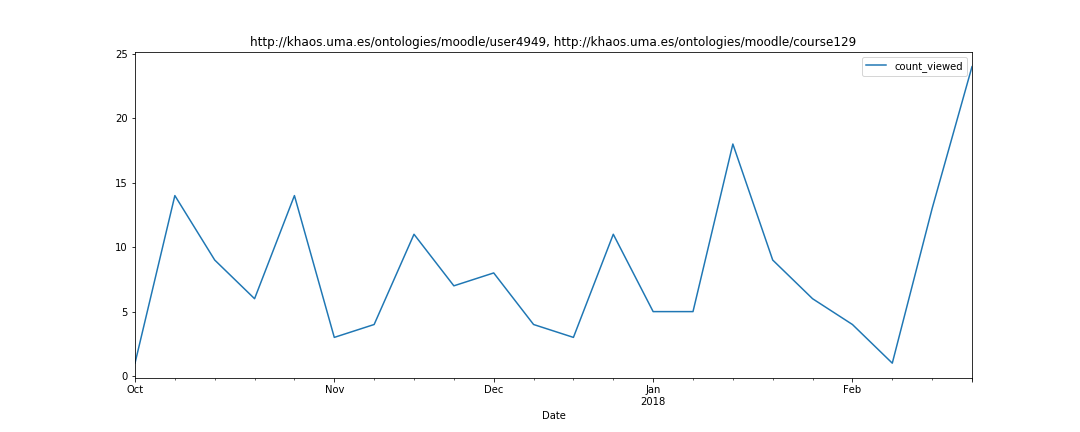 http://khaos.uma.es/ontologies/moodle/user4949, http://khaos.uma.es/ontologies/moodle/course129
count_viewed
25
20
15
10
5
0
Oct Nov Dec Jan Feb
2018
Date